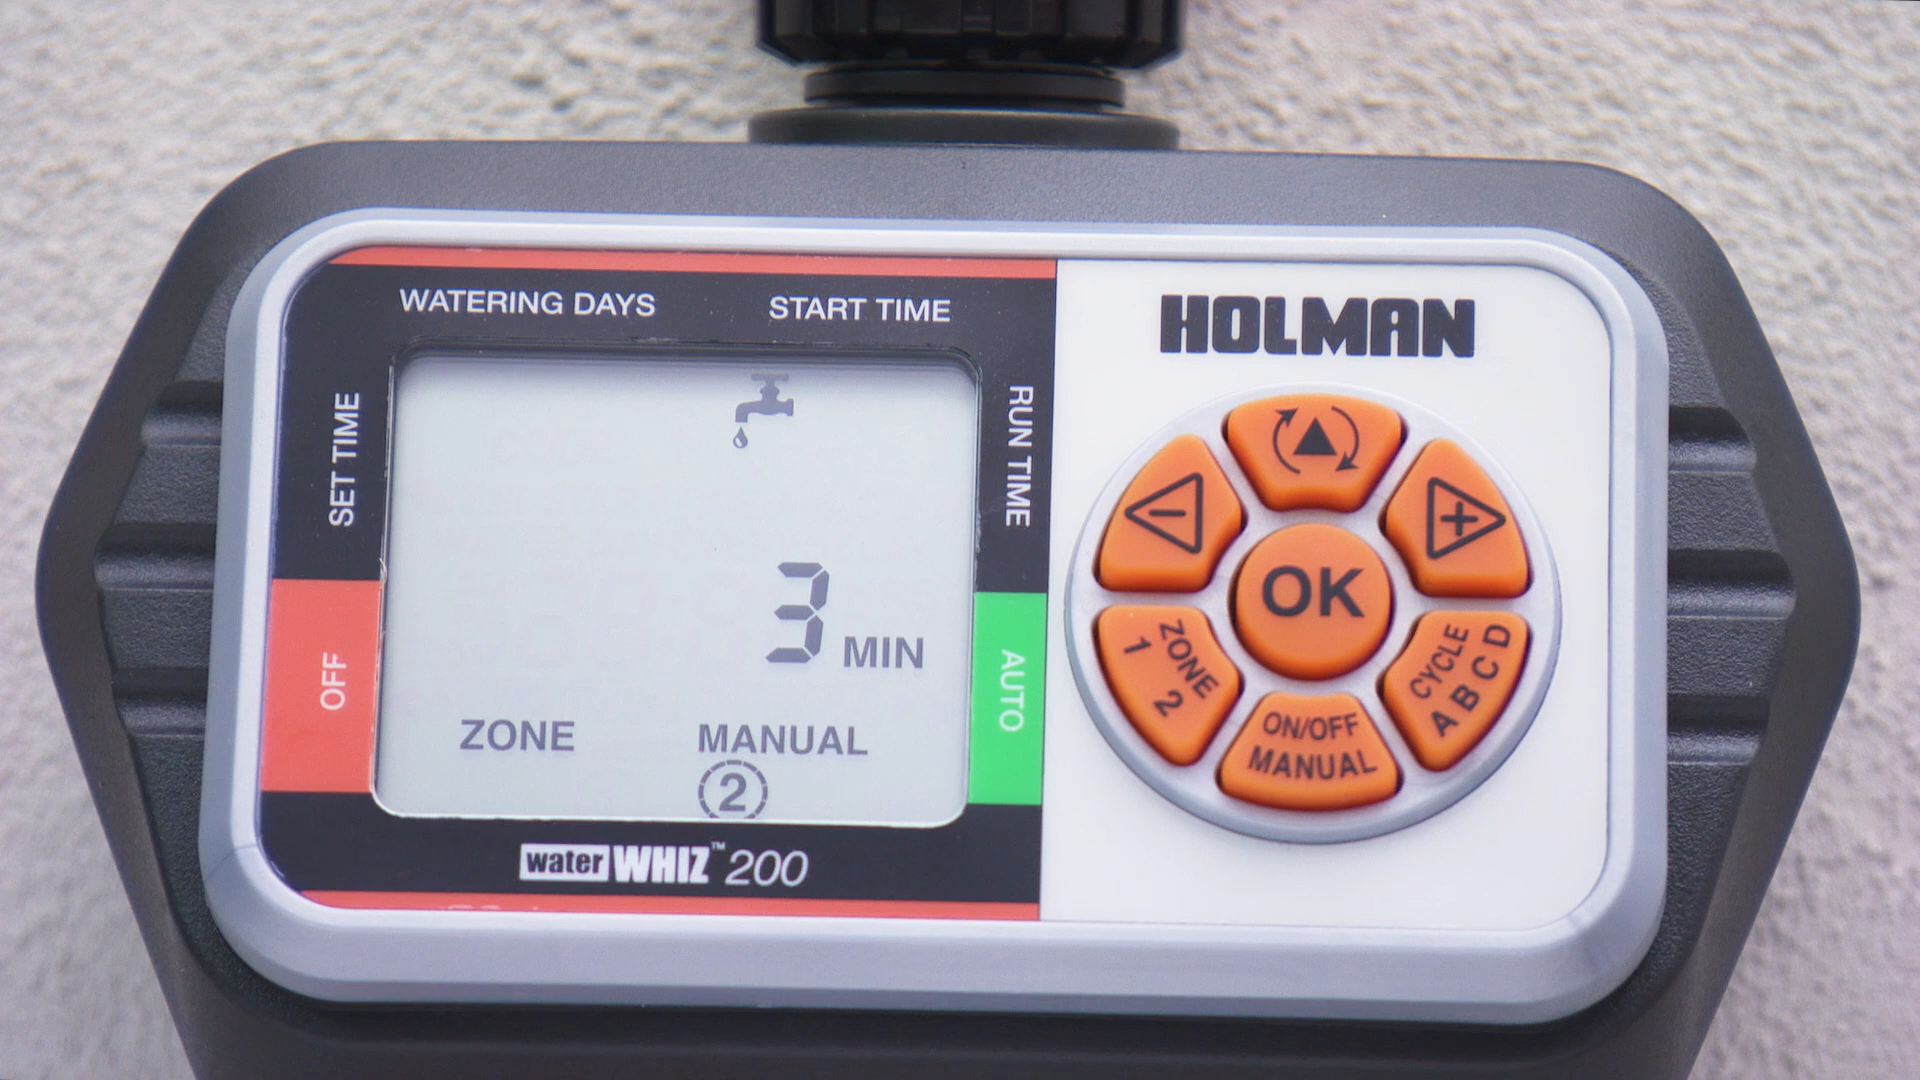 WATERING DAYS
START TIME
SET TIME
RUN TIME
OFF
AUTO
3 MIN
ZONE
MANUAL
2
water WHIZ™ 200
HOLMAN
OK
ZONE
1 2
ON/OFF
MANUAL
CYCLE
A B C D